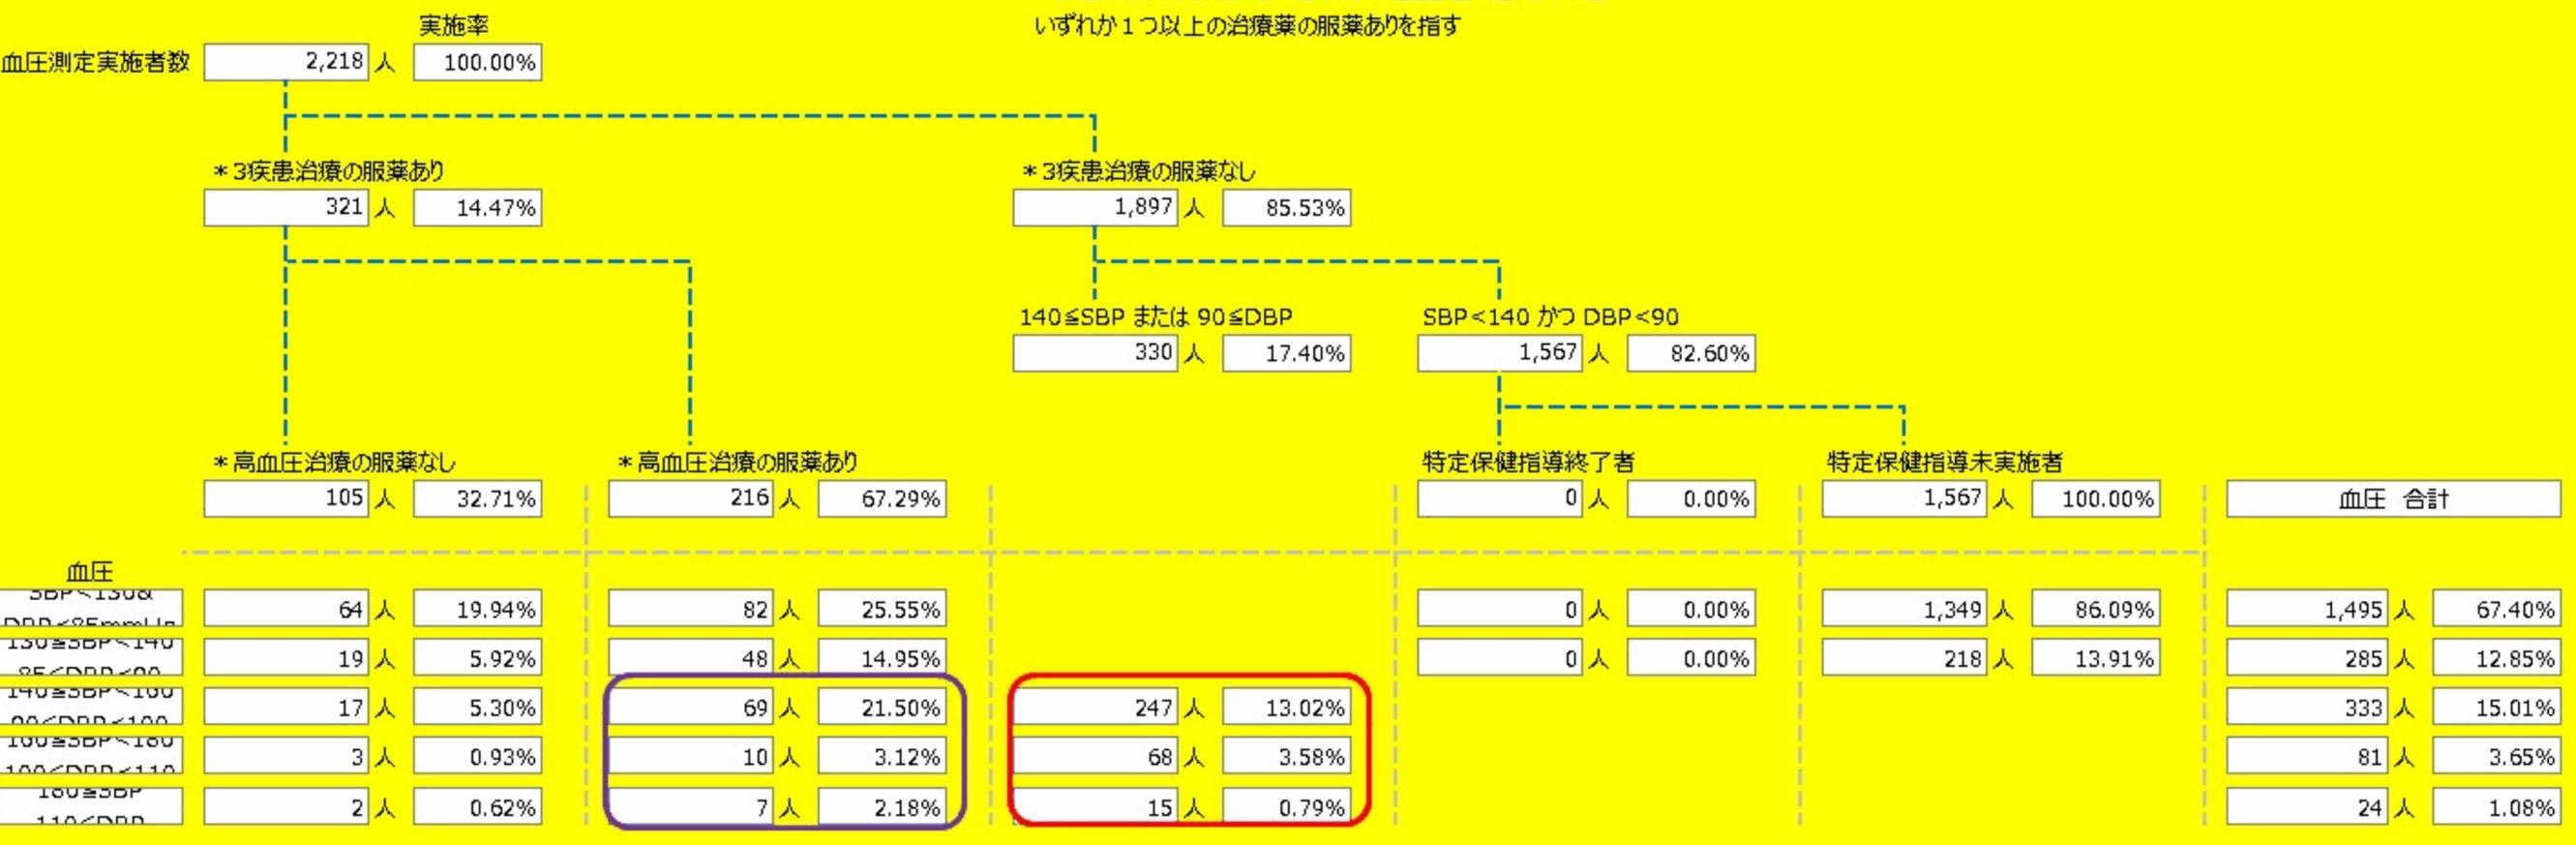 実施率
いずれか１つ以上の治療薬の服薬ありを指す
血圧測定実施者数 2,218 人 100.00%
＊3疾患治療の服薬あり ＊3疾患治療の服薬なし
321 人 14.47% 1,897 人 85.53%
140≦SBP または 90≦DBP SBP<140 かつ DBP<90
330 人 17.40% 1,567 人 82.60%
＊高血圧治療の服薬なし ＊高血圧治療の服薬あり 特定保健指導終了者 特定保健指導未実施者
105 人 32.71% 216 人 67.29% 0 人 0.00% 1,567 人 100.00% 血圧 合計
血圧
64 人 19.94% 82 人 25.55% 0 人 0.00% 1,349 人 86.09% 1,495 人 67.40%
19 人 5.92% 48 人 14.95% 0 人 0.00% 218 人 13.91% 285 人 12.85%
17 人 5.30% 69 人 21.50% 247 人 13.02% 333 人 15.01%
3 人 0.93% 10 人 3.12% 68 人 3.58% 81 人 3.65%
2 人 0.62% 7 人 2.18% 15 人 0.79% 24 人 1.08%